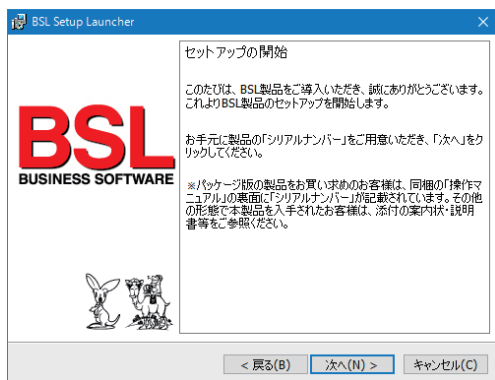 BSL Setup Launcher
セットアップの開始
このたびは、BSL製品をご導入いただき、誠にありがとうございます。
これよりBSL製品のセットアップを開始します。
お手元に製品の「シリアルナンバー」をご用意いただき、「次へ」をク
リックしてください。
※パッケージ版の製品をお買い求めのお客様は、同梱の「操作マ
ニュアル」の裏面に「シリアルナンバー」が記載されています。その他
の形態で本製品を入手されたお客様は、添付の案内状・説明
書等をご参照ください。
BSL
BUSINESS SOFTWARE
< 戻る(B)
次へ(N) >
キャンセル(C)